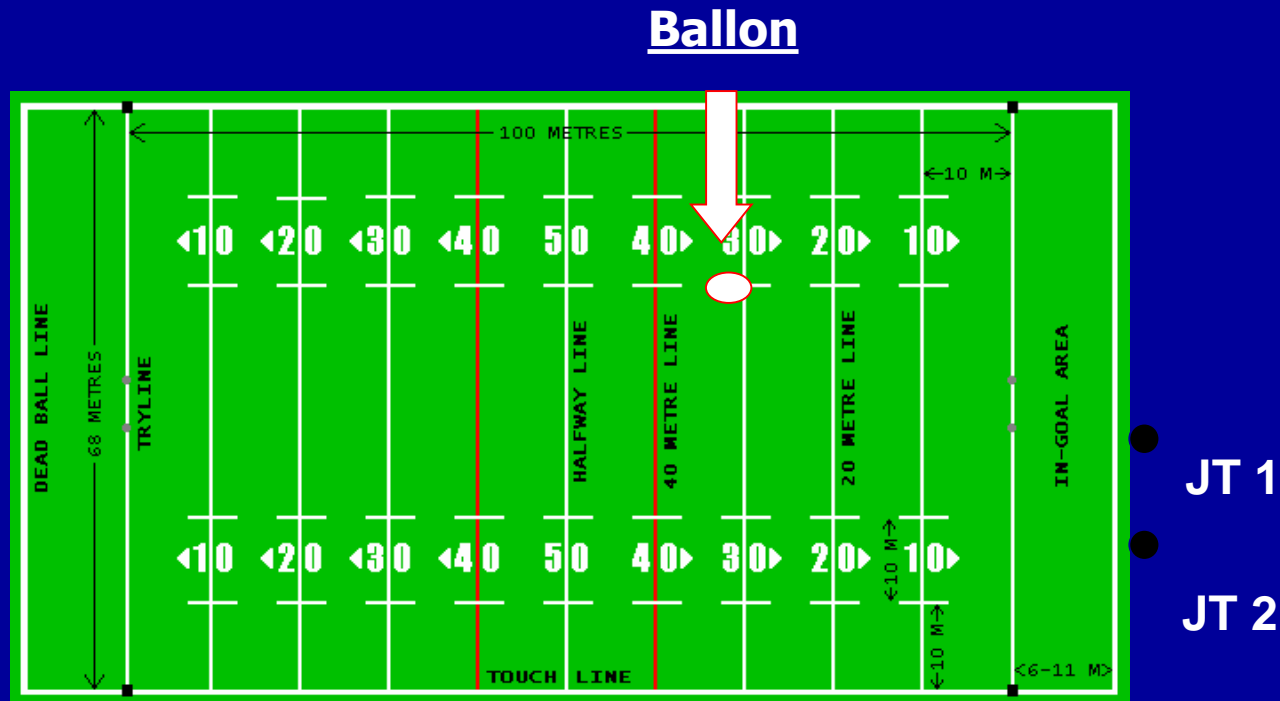 Ballon
100 METRES
10 M
10 20 30 40 50 40 30 20 10
DEAD BALL LINE
68 METRES
TRYLINE
HALFWAY LINE
40 METRE LINE
20 METRE LINE
IN-GOAL AREA
JT 1
10 20 30 40 50 40 30 20 10
10 M
10 M
JT 2
TOUCH LINE
6-11 M